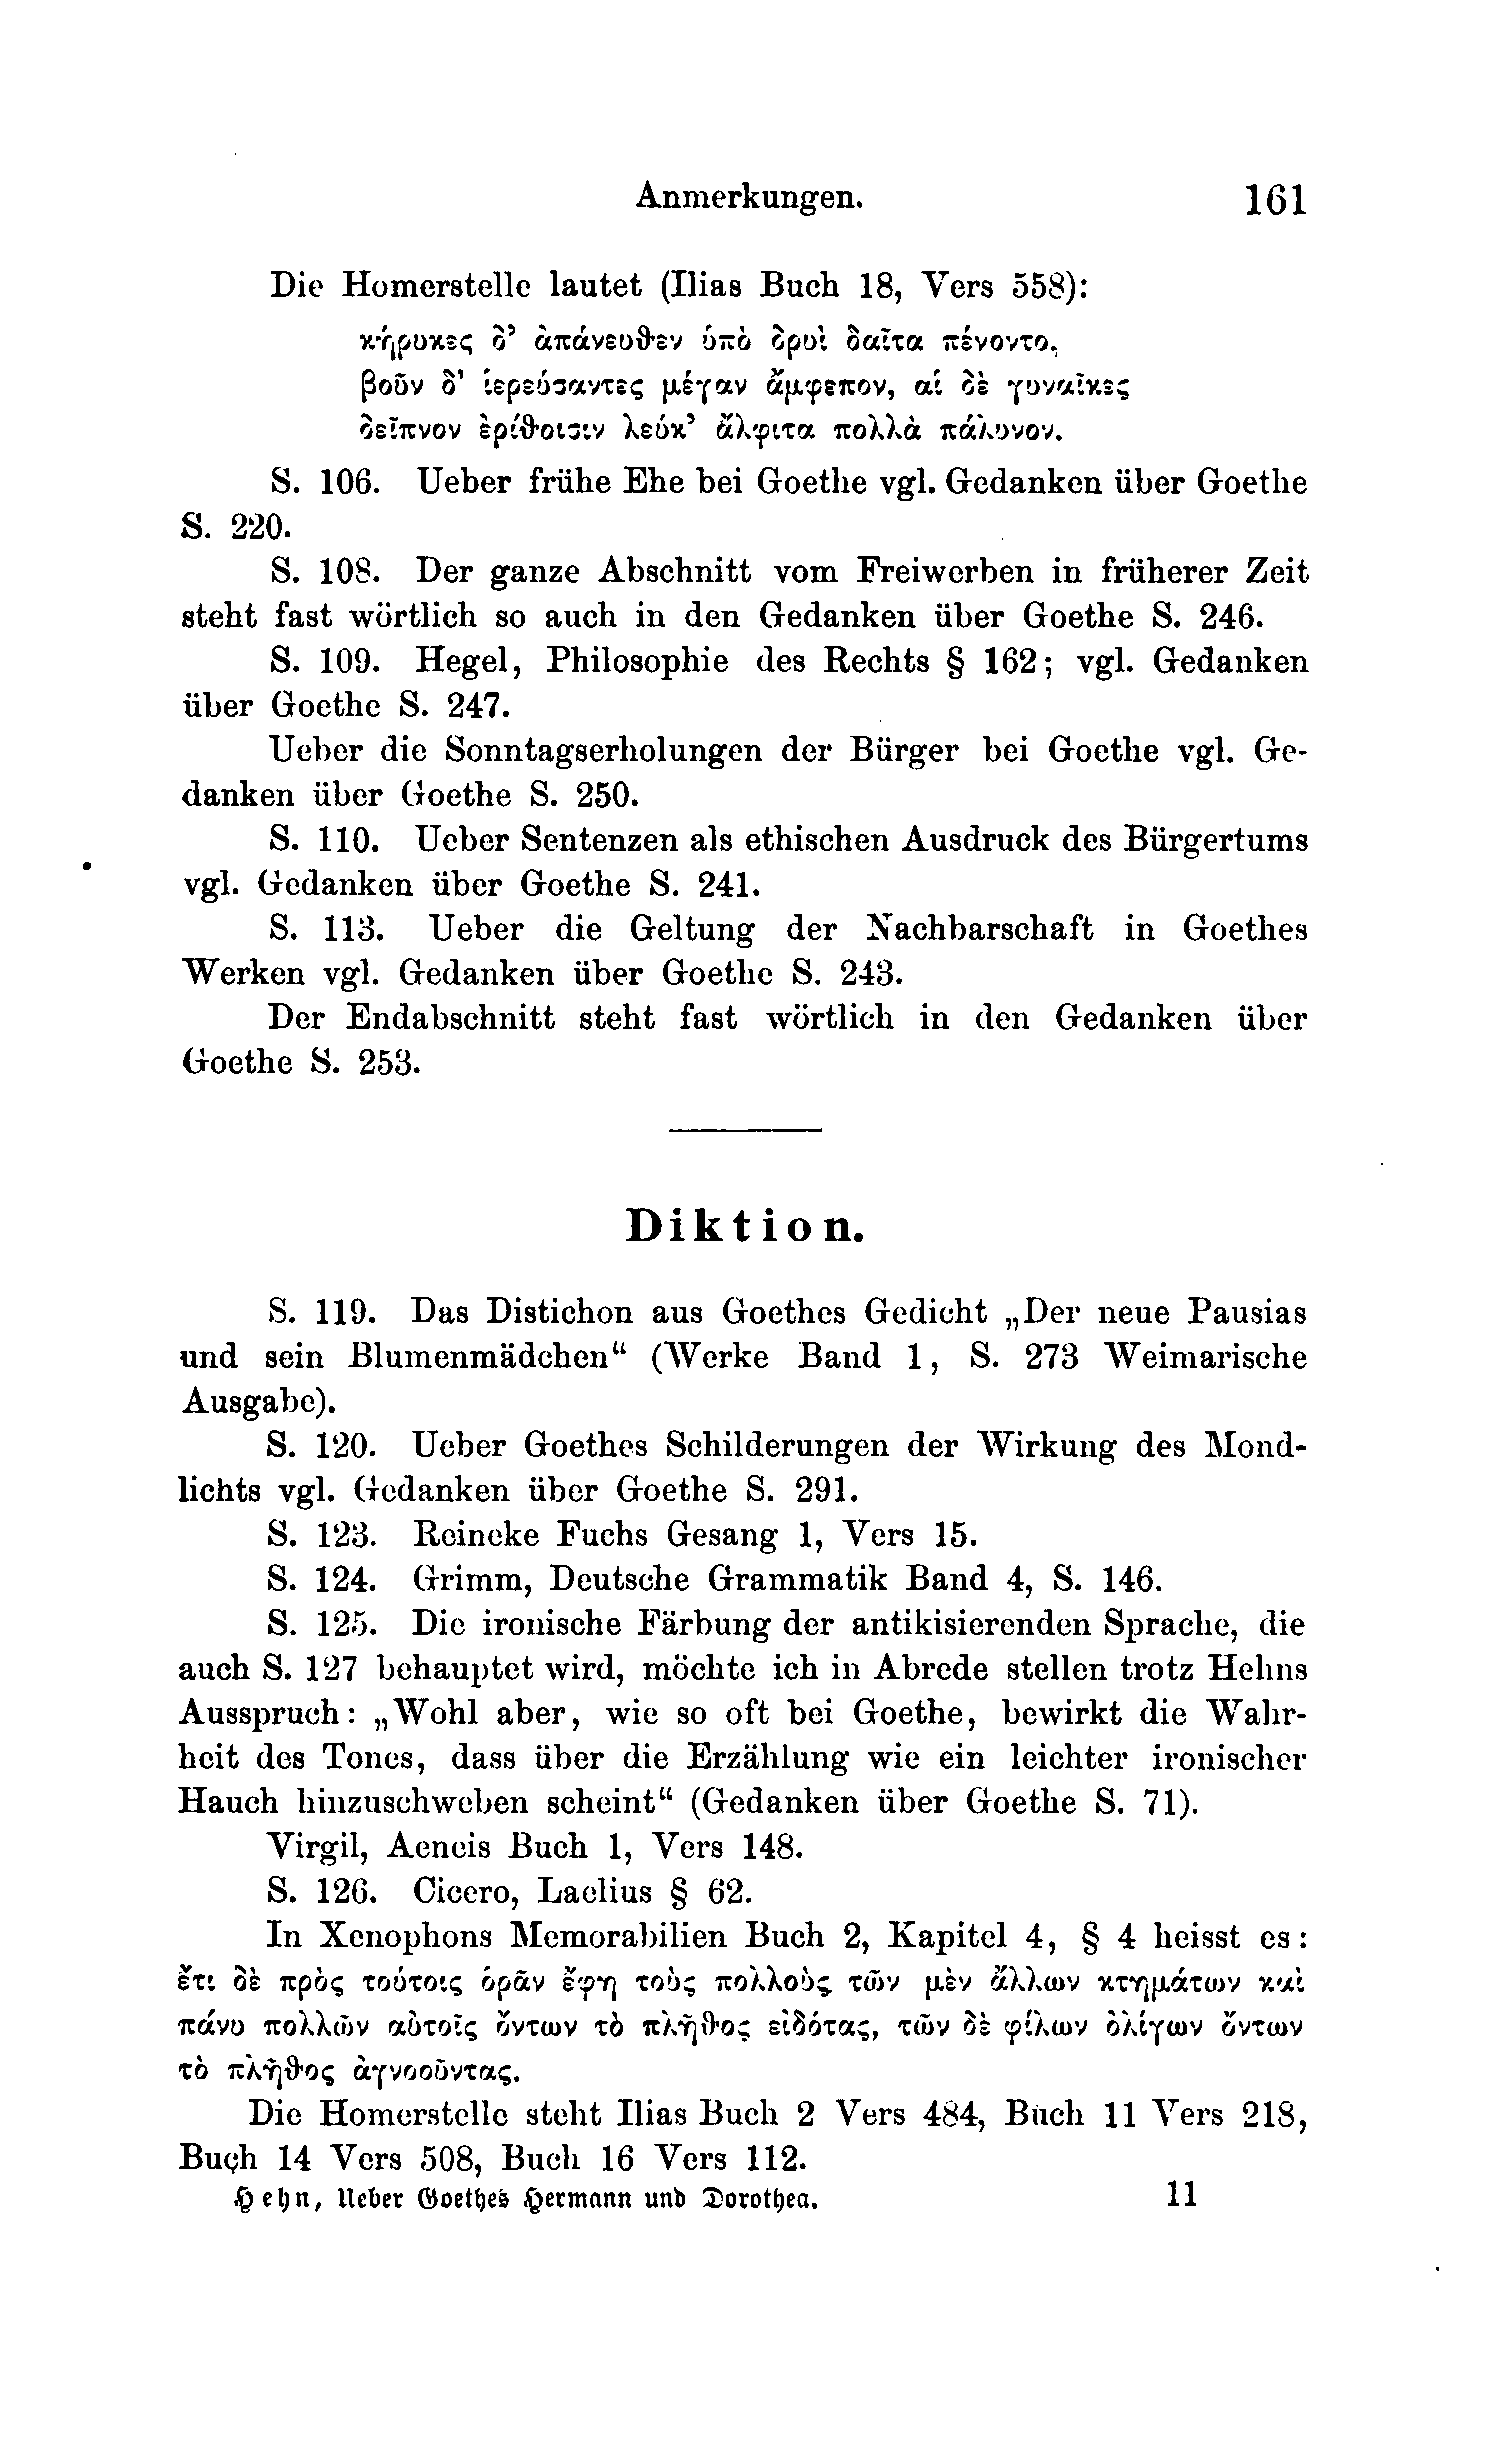 Anmerkungen. 161
Die Homerstelle lautet (Ilias Buch 18, Vers 558):
κήρυκες δ’ ἀπάνευθεν ὑπὸ δρυῒ δαῖτα πένοντο,
βοῦν δ’ ἱερεύσαντες μέγαν ἄμφεπον, αἱ δὲ γυναῖκες
δεῖπνον ἐρίθοισιν λεύκ’ ἄλφιτα πολλὰ πάλυνον.
S. 106. Ueber frühe Ehe bei Goethe vgl. Gedanken über Goethe
S. 220.
S. 108. Der ganze Abschnitt vom Freiwerben in früherer Zeit
steht fast wörtlich so auch in den Gedanken über Goethe S. 246.
S. 109. Hegel, Philosophie des Rechts § 162; vgl. Gedanken
über Goethe S. 247.
Ueber die Sonntagserholungen der Bürger bei Goethe vgl. Ge-
danken über Goethe S. 250.
S. 110. Ueber Sentenzen als ethischen Ausdruck des Bürgertums
vgl. Gedanken über Goethe S. 241.
S. 113. Ueber die Geltung der Nachbarschaft in Goethes
Werken vgl. Gedanken über Goethe S. 243.
Der Endabschnitt steht fast wörtlich in den Gedanken über
Goethe S. 253.
Diktion.
S. 119. Das Distichon aus Goethes Gedicht „Der neue Pausias
und sein Blumenmädchen“ (Werke Band 1, S. 273 Weimarische
Ausgabe).
S. 120. Ueber Goethes Schilderungen der Wirkung des Mond-
lichts vgl. Gedanken über Goethe S. 291.
S. 123. Reineke Fuchs Gesang 1, Vers 15.
S. 124. Grimm, Deutsche Grammatik Band 4, S. 146.
S. 125. Die ironische Färbung der antikisierenden Sprache, die
auch S. 127 behauptet wird, möchte ich in Abrede stellen trotz Hehns
Ausspruch: „Wohl aber, wie so oft bei Goethe, bewirkt die Wahr-
heit des Tones, dass über die Erzählung wie ein leichter ironischer
Hauch hinzuschweben scheint“ (Gedanken über Goethe S. 71).
Virgil, Aeneis Buch 1, Vers 148.
S. 126. Cicero, Laelius § 62.
In Xenophons Memorabilien Buch 2, Kapitel 4, § 4 heisst es:
ἔτι δὲ πρὸς τούτοις ὁρᾶν ἔφη τοὺς πολλοὺς τῶν μὲν ἄλλων κτημάτων καὶ
πάνυ πολλῶν αὐτοῖς ὄντων τὸ πλῆθος εἰδότας, τῶν δὲ φίλων ὀλίγων ὄντων
τὸ πλῆθος ἀγνοοῦντας.
Die Homerstelle steht Ilias Buch 2 Vers 484, Buch 11 Vers 218,
Buch 14 Vers 508, Buch 16 Vers 112.
Hehn, Ueber Goethes Hermann und Dorothea. 11